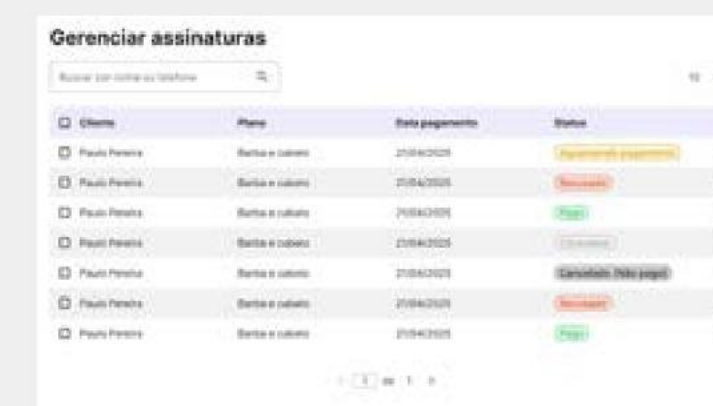 Gerenciar assinaturas
Buscar por nome ou telefone
Cliente Plano Data pagamento Status
Paulo Pereira Barba e cabelo 21/04/2025 Aguardando pagamento
Paulo Pereira Barba e cabelo 21/04/2025 Recusado
Paulo Pereira Barba e cabelo 21/04/2025 Pago
Paulo Pereira Barba e cabelo 21/04/2025 Cancelado
Paulo Pereira Barba e cabelo 21/04/2025 Cancelado (Não pago)
Paulo Pereira Barba e cabelo 21/04/2025 Recusado
Paulo Pereira Barba e cabelo 21/04/2025 Pago
< 1 de 1 >